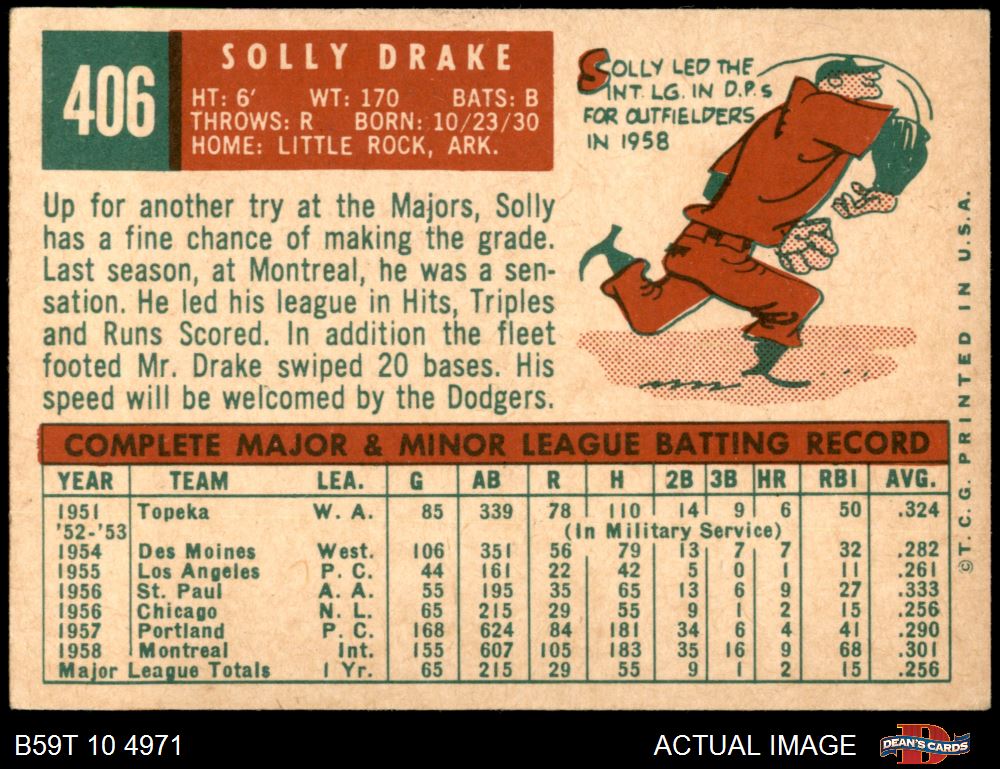 406
SOLLY DRAKE
HT: 6' WT: 170 BATS: B
THROWS: R BORN: 10/23/30
HOME: LITTLE ROCK, ARK.
SOLLY LED THE
INT. LG. IN D.P.s
FOR OUTFIELDERS
IN 1958
Up for another try at the Majors, Solly
has a fine chance of making the grade.
Last season, at Montreal, he was a sen-
sation. He led his league in Hits, Triples
and Runs Scored. In addition the fleet
footed Mr. Drake swiped 20 bases. His
speed will be welcomed by the Dodgers.
COMPLETE MAJOR & MINOR LEAGUE BATTING RECORD
YEAR TEAM LEA. G AB R H 2B 3B HR RBI AVG.
1951 Topeka W. A. 85 339 78 110 14 9 6 50 .324
'52-'53 (In Military Service)
1954 Des Moines West. 106 351 56 79 13 7 7 32 .282
1955 Los Angeles P. C. 44 161 22 42 5 0 1 11 .261
1956 St. Paul A. A. 55 195 35 65 13 6 9 27 .333
1956 Chicago N. L. 65 215 29 55 9 1 2 15 .256
1957 Portland P. C. 168 624 84 181 34 6 4 41 .290
1958 Montreal Int. 155 607 105 183 35 16 9 68 .301
Major League Totals 1 Yr. 65 215 29 55 9 1 2 15 .256
©T. C. G. PRINTED IN U.S.A.
B59T 10 4971
ACTUAL IMAGE
B
DEAN'S CARDS